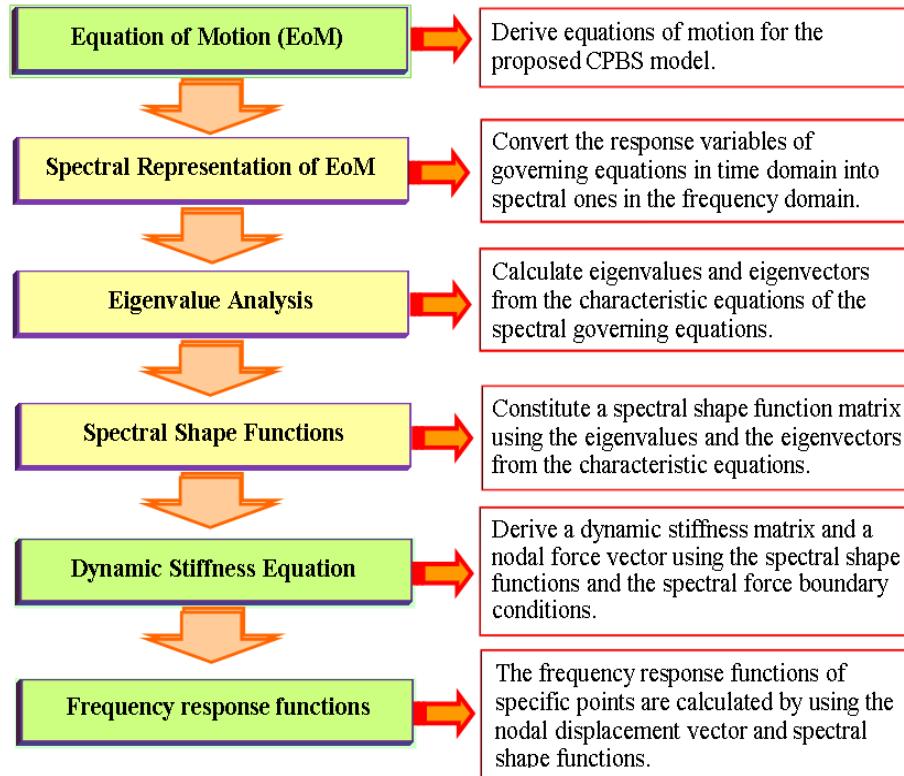 Equation of Motion (EoM)
Derive equations of motion for the
proposed CPBS model.
Spectral Representation of EoM
Convert the response variables of
governing equations in time domain into
spectral ones in the frequency domain.
Eigenvalue Analysis
Calculate eigenvalues and eigenvectors
from the characteristic equations of the
spectral governing equations.
Spectral Shape Functions
Constitute a spectral shape function matrix
using the eigenvalues and the eigenvectors
from the characteristic equations.
Dynamic Stiffness Equation
Derive a dynamic stiffness matrix and a
nodal force vector using the spectral shape
functions and the spectral force boundary
conditions.
Frequency response functions
The frequency response functions of
specific points are calculated by using the
nodal displacement vector and spectral
shape functions.